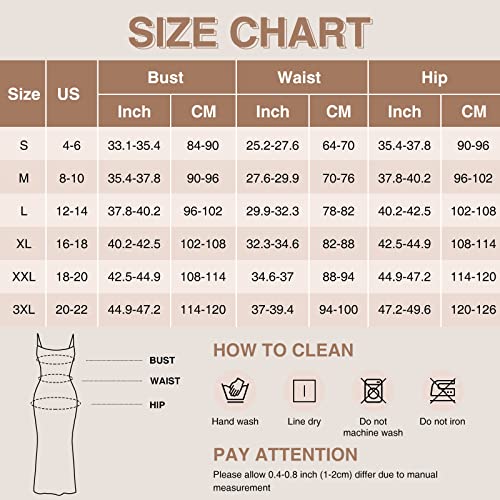 SIZE CHART
Size US Bust Waist Hip
Inch CM Inch CM Inch CM
S 4-6 33.1-35.4 84-90 25.2-27.6 64-70 35.4-37.8 90-96
M 8-10 35.4-37.8 90-96 27.6-29.9 70-76 37.8-40.2 96-102
L 12-14 37.8-40.2 96-102 29.9-32.3 78-82 40.2-42.5 102-108
XL 16-18 40.2-42.5 102-108 32.3-34.6 82-88 42.5-44.9 108-114
XXL 18-20 42.5-44.9 108-114 34.6-37 88-94 44.9-47.2 114-120
3XL 20-22 44.9-47.2 114-120 37-39.4 94-100 47.2-49.6 120-126
BUST
WAIST
HIP
HOW TO CLEAN
Hand wash
Line dry
Do not
machine wash
Do not iron
PAY ATTENTION
Please allow 0.4-0.8 inch (1-2cm) differ due to manual
measurement